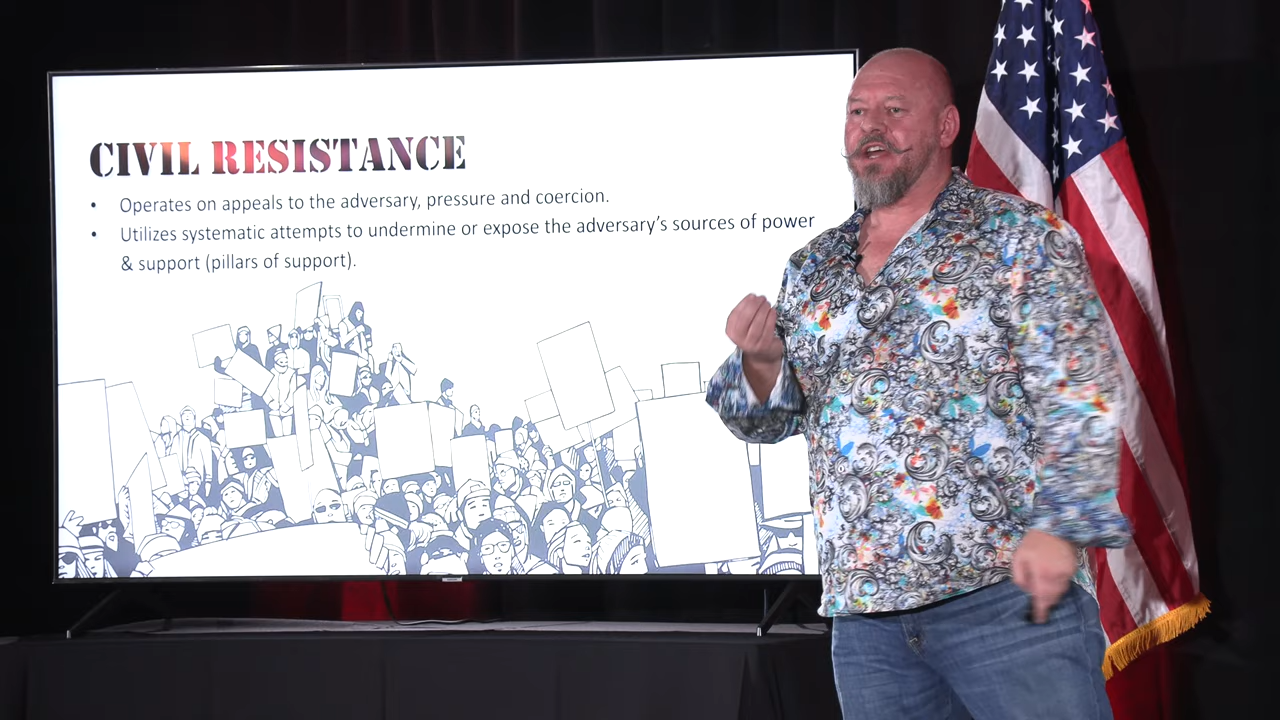 CIVIL RESISTANCE
• Operates on appeals to the adversary, pressure and coercion.
• Utilizes systematic attempts to undermine or expose the adversary's sources of power
& support (pillars of support).